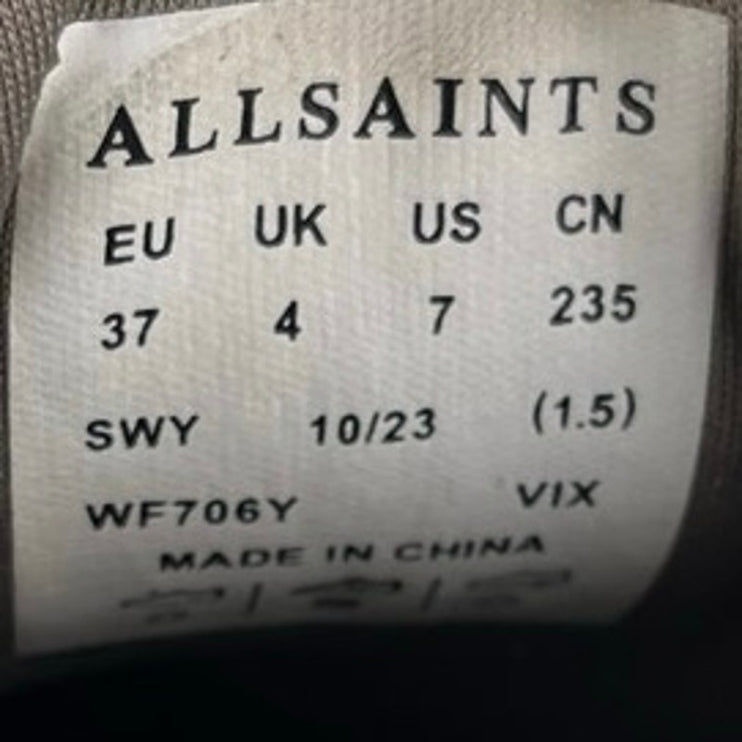 ALLSAINTS
EU UK US CN
37 4 7 235
SWY 10/23 (1.5)
WF706Y VIX
MADE IN CHINA